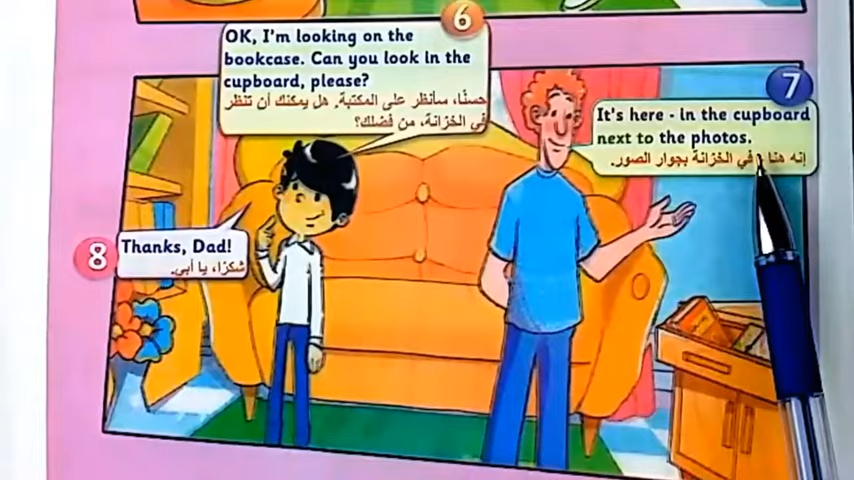 6
OK, I'm looking on the
bookcase. Can you look in the
cupboard, please?
حسنًا، سأنظر على المكتبة. هل يمكنك أن تنظر
في الخزانة، من فضلك؟
7
It's here - in the cupboard
next to the photos.
إنه هنا - في الخزانة بجوار الصور.
8
Thanks, Dad!
شكرًا، يا أبي.